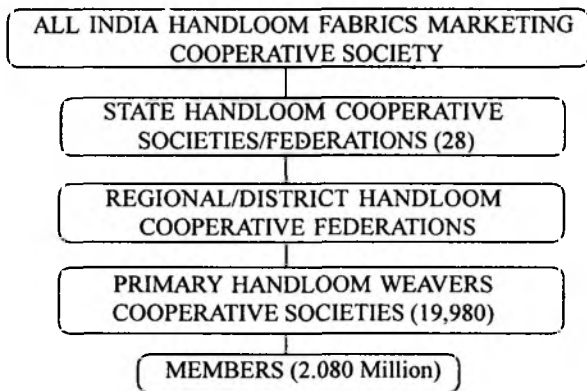 ALL INDIA HANDLOOM FABRICS MARKETING
COOPERATIVE SOCIETY
STATE HANDLOOM COOPERATIVE
SOCIETIES/FEDERATIONS (28)
REGIONAL/DISTRICT HANDLOOM
COOPERATIVE FEDERATIONS
PRIMARY HANDLOOM WEAVERS
COOPERATIVE SOCIETIES (19,980)
MEMBERS (2.080 Million)